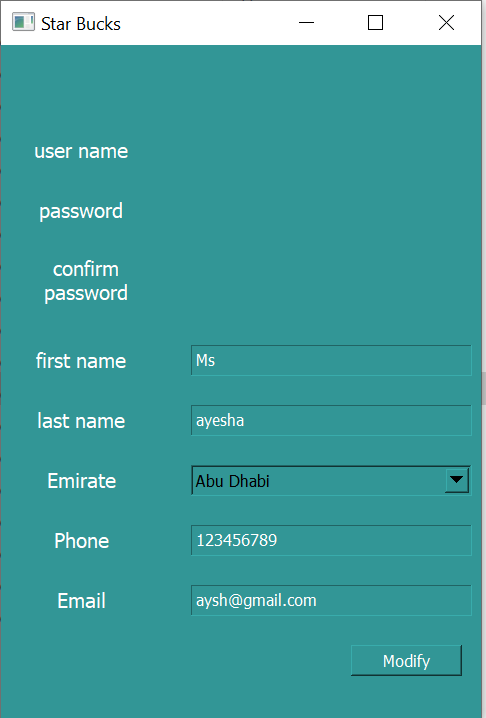 Star Bucks
user name
password
confirm
password
first name
Ms
last name
ayesha
Emirate
Abu Dhabi
Phone
123456789
Email
aysh@gmail.com
Modify